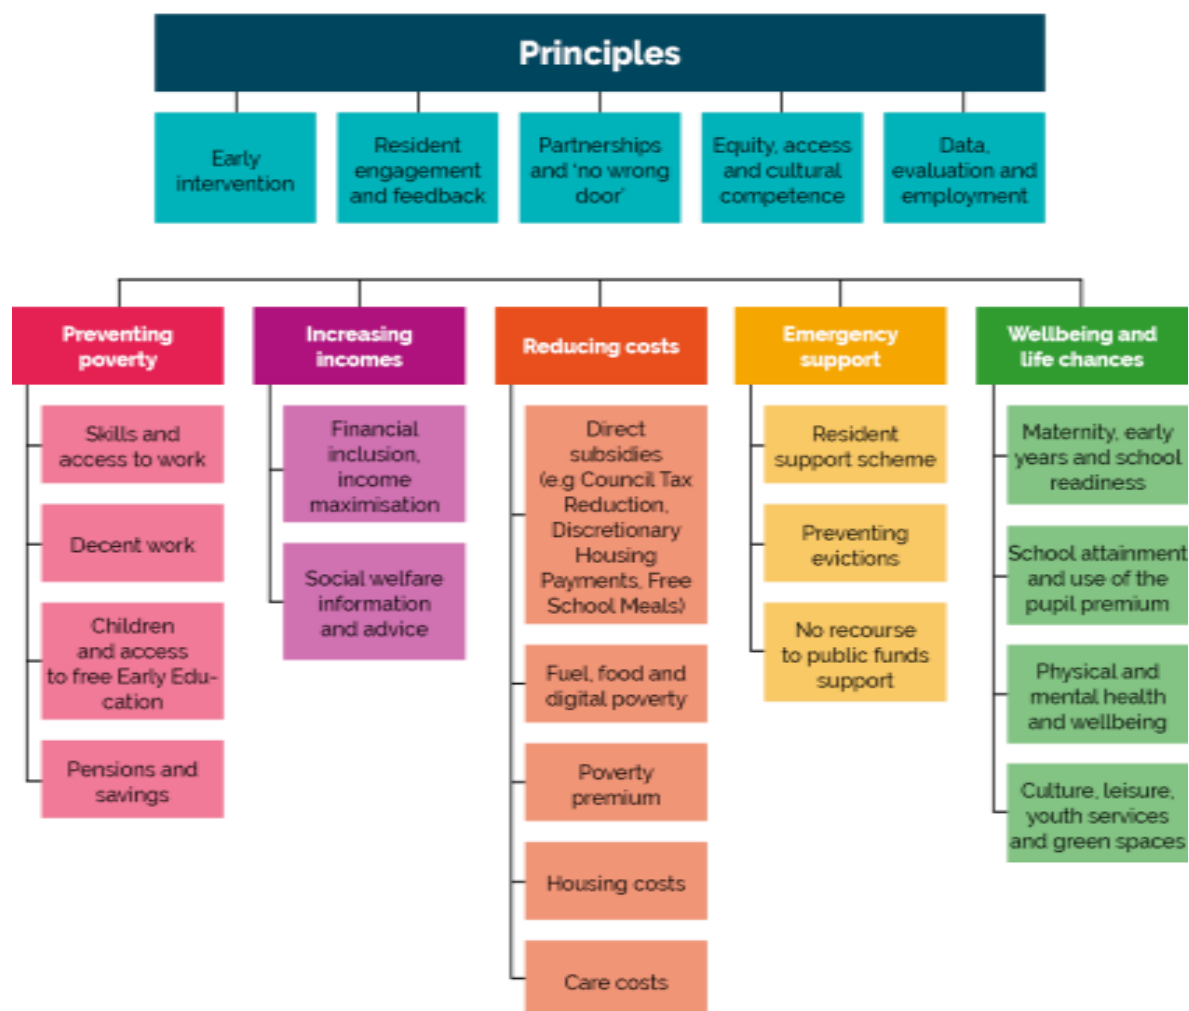 Principles
Early
intervention
Resident
engagement
and feedback
Partnerships
and 'no wrong
door'
Equity, access
and cultural
competence
Data,
evaluation and
employment
Preventing
poverty
Skills and
access to work
Decent work
Children
and access
to free Early Edu-
cation
Pensions and
savings
Increasing
incomes
Financial
inclusion,
income
maximisation
Social welfare
information
and advice
Reducing costs
Direct
subsidies
(e.g Council Tax
Reduction,
Discretionary
Housing
Payments, Free
School Meals)
Fuel, food and
digital poverty
Poverty
premium
Housing costs
Care costs
Emergency
support
Resident
support scheme
Preventing
evictions
No recourse
to public funds
support
Wellbeing and
life chances
Maternity, early
years and school
readiness
School attainment
and use of the
pupil premium
Physical and
mental health
and wellbeing
Culture, leisure,
youth services
and green spaces